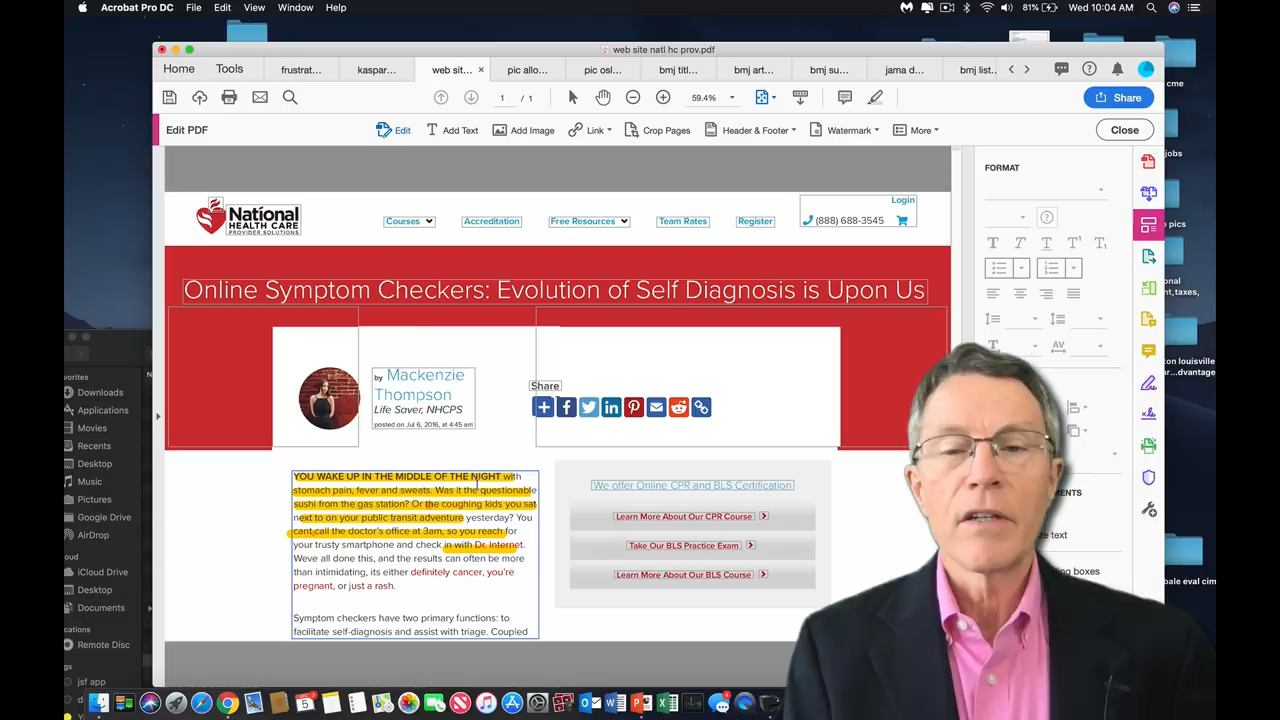 Acrobat Pro DC File Edit View Window Help 81% Wed 10:04 AM
web site natl hc prov.pdf
Home Tools frustrat... kaspar... web sit... × pic allo... pic osl... bmj titl... bmj art... bmj su... jama d... bmj list...
cme
1 / 1 59.4% Share
Edit PDF Edit Add Text Add Image Link Crop Pages Header & Footer Watermark More Close
jobs
FORMAT
National
HEALTH CARE
PROVIDER SOLUTIONS
Courses Accreditation Free Resources Team Rates Register
Login
(888) 688-3545
pics
Online Symptom Checkers: Evolution of Self Diagnosis is Upon Us
by Mackenzie
Thompson
Life Saver, NHCPS
posted on Jul 6, 2016, at 4:45 am
Share
YOU WAKE UP IN THE MIDDLE OF THE NIGHT with
stomach pain, fever and sweats. Was it the questionable
sushi from the gas station? Or the coughing kids you sat
next to on your public transit adventure yesterday? You
cant call the doctor's office at 3am, so you reach for
your trusty smartphone and check in with Dr. Internet.
Weve all done this, and the results can often be more
than intimidating, its either definitely cancer, you're
pregnant, or just a rash.
Symptom checkers have two primary functions: to
facilitate self-diagnosis and assist with triage. Coupled
We offer Online CPR and BLS Certification
Learn More About Our CPR Course
Take Our BLS Practice Exam
Learn More About Our BLS Course
Downloads
Applications
Movies
Recents
Desktop
Music
Pictures
Google Drive
AirDrop
iCloud Drive
Desktop
Documents
Remote Disc
jsf app